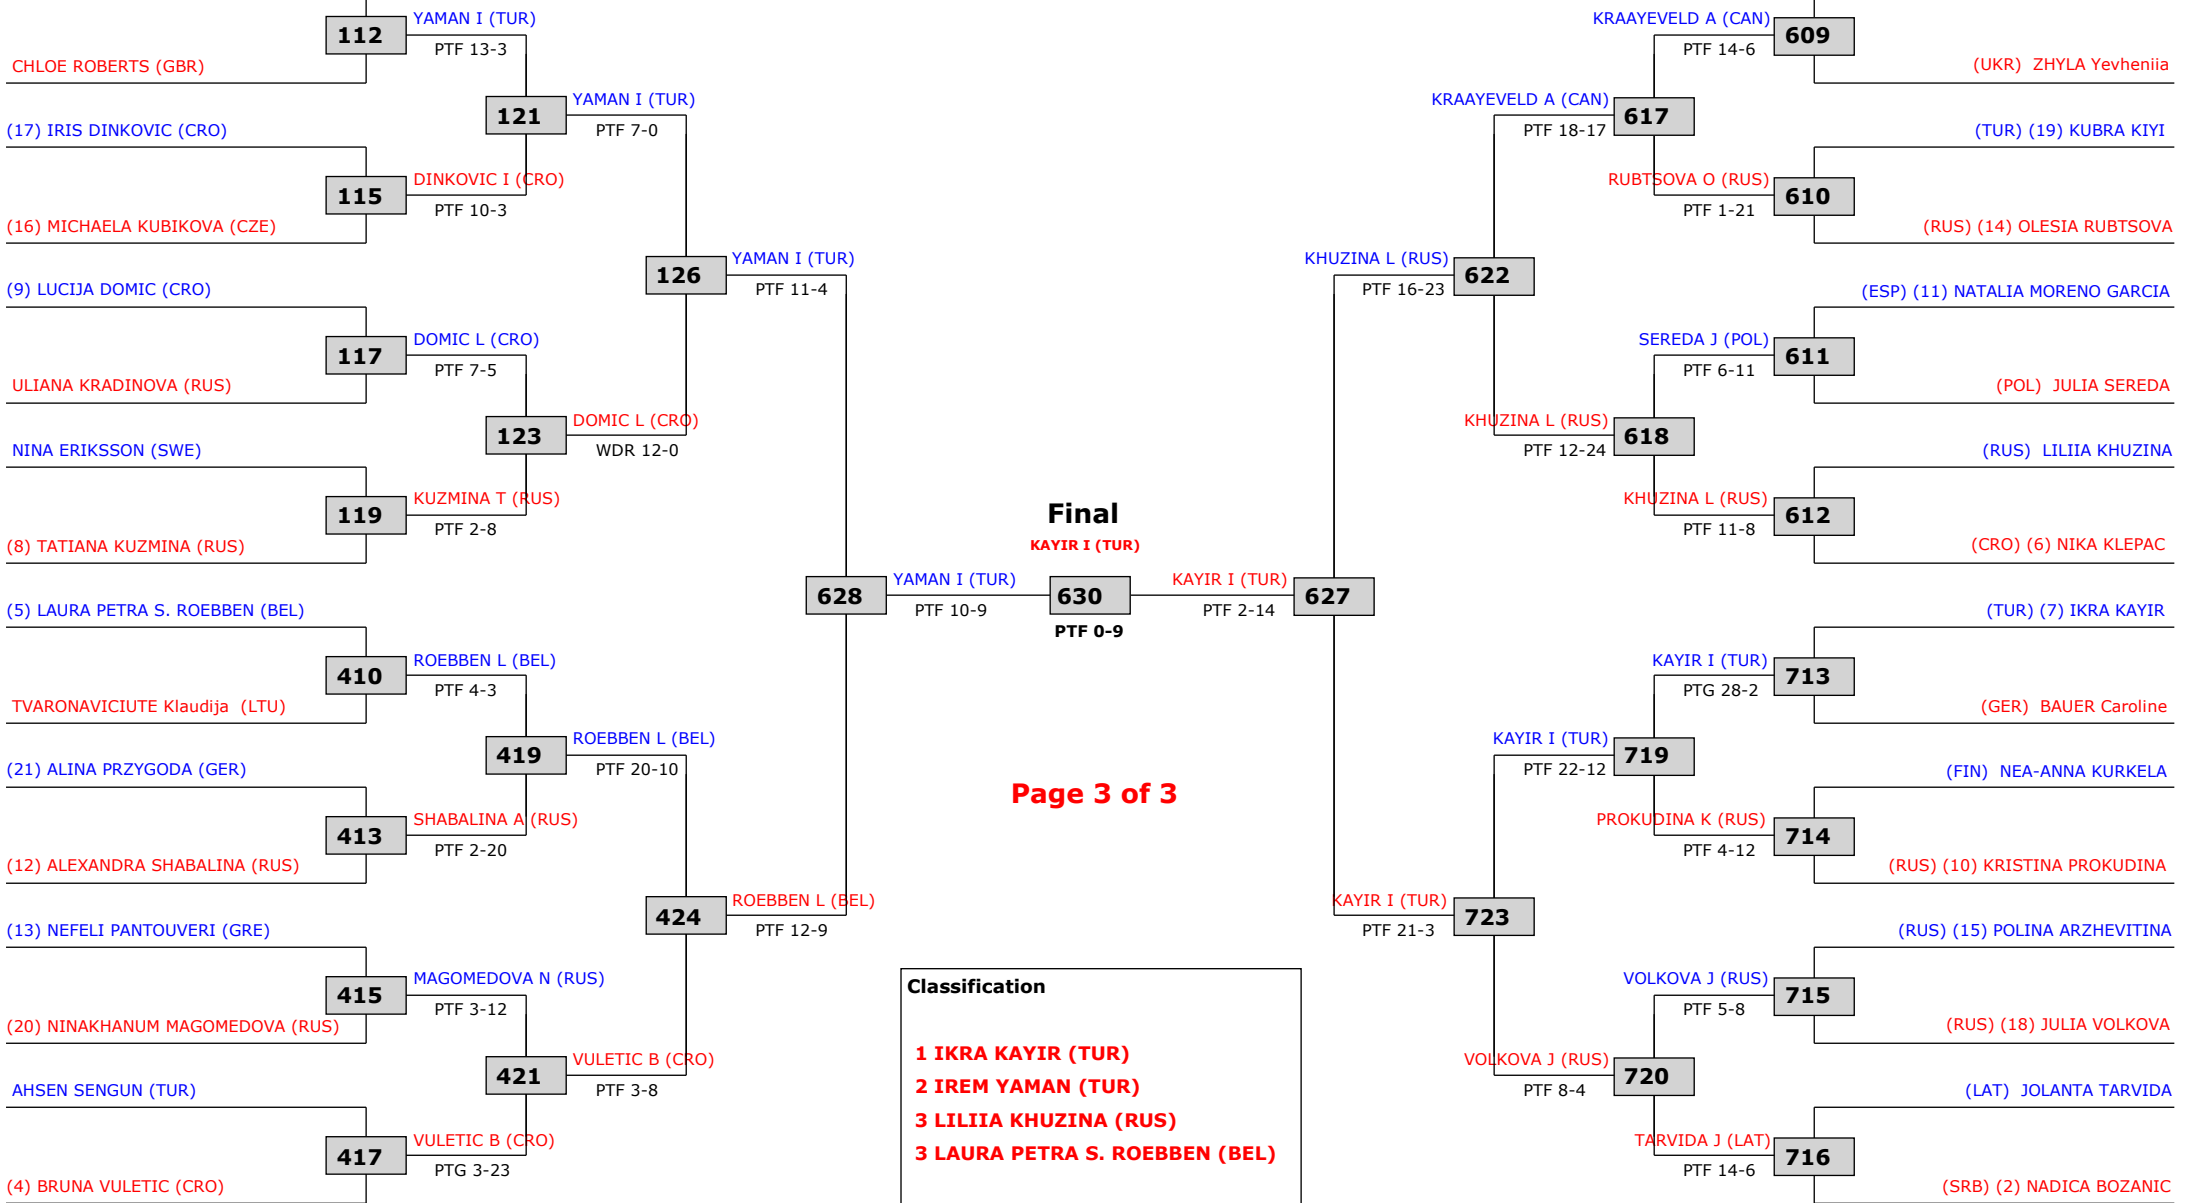 YAMAN I (TUR)
112
PTF 13-3
CHLOE ROBERTS (GBR)
YAMAN I (TUR)
121
PTF 7-0
(17) IRIS DINKOVIC (CRO)
DINKOVIC I (CRO)
115
PTF 10-3
(16) MICHAELA KUBIKOVA (CZE)
YAMAN I (TUR)
126
PTF 11-4
(9) LUCIJA DOMIC (CRO)
DOMIC L (CRO)
117
PTF 7-5
ULIANA KRADINOVA (RUS)
DOMIC L (CRO)
123
WDR 12-0
NINA ERIKSSON (SWE)
KUZMINA T (RUS)
119
PTF 2-8
(8) TATIANA KUZMINA (RUS)
YAMAN I (TUR)
628
PTF 10-9
(5) LAURA PETRA S. ROEBBEN (BEL)
ROEBBEN L (BEL)
410
PTF 4-3
TVARONAVICIUTE Klaudija (LTU)
ROEBBEN L (BEL)
419
PTF 20-10
(21) ALINA PRZYGODA (GER)
SHABALINA A (RUS)
413
PTF 2-20
(12) ALEXANDRA SHABALINA (RUS)
ROEBBEN L (BEL)
424
PTF 12-9
(13) NEFELI PANTOUVERI (GRE)
MAGOMEDOVA N (RUS)
415
PTF 3-12
(20) NINAKHANUM MAGOMEDOVA (RUS)
VULETIC B (CRO)
421
PTF 3-8
AHSEN SENGUN (TUR)
VULETIC B (CRO)
417
PTG 3-23
(4) BRUNA VULETIC (CRO)
Final
KAYIR I (TUR)
630
PTF 0-9
Page 3 of 3
Classification
1 IKRA KAYIR (TUR)
2 IREM YAMAN (TUR)
3 LILIIA KHUZINA (RUS)
3 LAURA PETRA S. ROEBBEN (BEL)
KRAAYEVELD A (CAN)
609
PTF 14-6
(UKR) ZHYLA Yevheniia
KRAAYEVELD A (CAN)
617
PTF 18-17
(TUR) (19) KUBRA KIYI
RUBTSOVA O (RUS)
610
PTF 1-21
(RUS) (14) OLESIA RUBTSOVA
KHUZINA L (RUS)
622
PTF 16-23
(ESP) (11) NATALIA MORENO GARCIA
SEREDA J (POL)
611
PTF 6-11
(POL) JULIA SEREDA
KHUZINA L (RUS)
618
PTF 12-24
(RUS) LILIIA KHUZINA
KHUZINA L (RUS)
612
PTF 11-8
(CRO) (6) NIKA KLEPAC
KAYIR I (TUR)
627
PTF 2-14
(TUR) (7) IKRA KAYIR
KAYIR I (TUR)
713
PTG 28-2
(GER) BAUER Caroline
KAYIR I (TUR)
719
PTF 22-12
(FIN) NEA-ANNA KURKELA
PROKUDINA K (RUS)
714
PTF 4-12
(RUS) (10) KRISTINA PROKUDINA
KAYIR I (TUR)
723
PTF 21-3
(RUS) (15) POLINA ARZHEVITINA
VOLKOVA J (RUS)
715
PTF 5-8
(RUS) (18) JULIA VOLKOVA
VOLKOVA J (RUS)
720
PTF 8-4
(LAT) JOLANTA TARVIDA
TARVIDA J (LAT)
716
PTF 14-6
(SRB) (2) NADICA BOZANIC